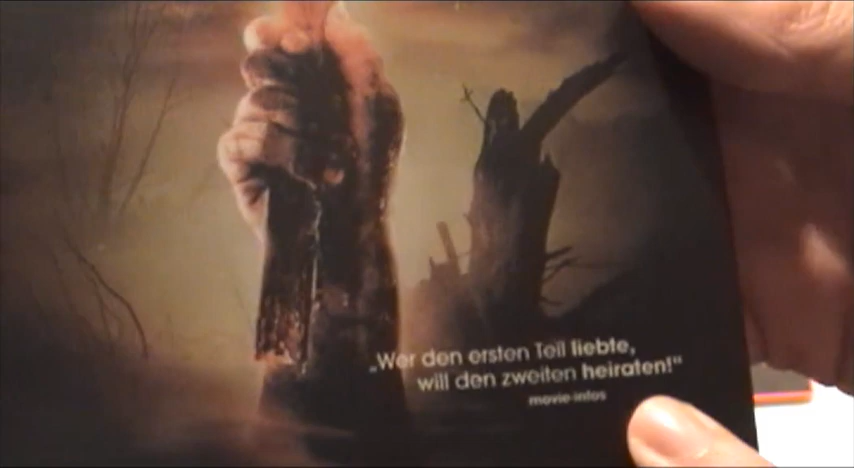 „Wer den ersten Teil liebte,
will den zweiten heiraten!“
movie-infos